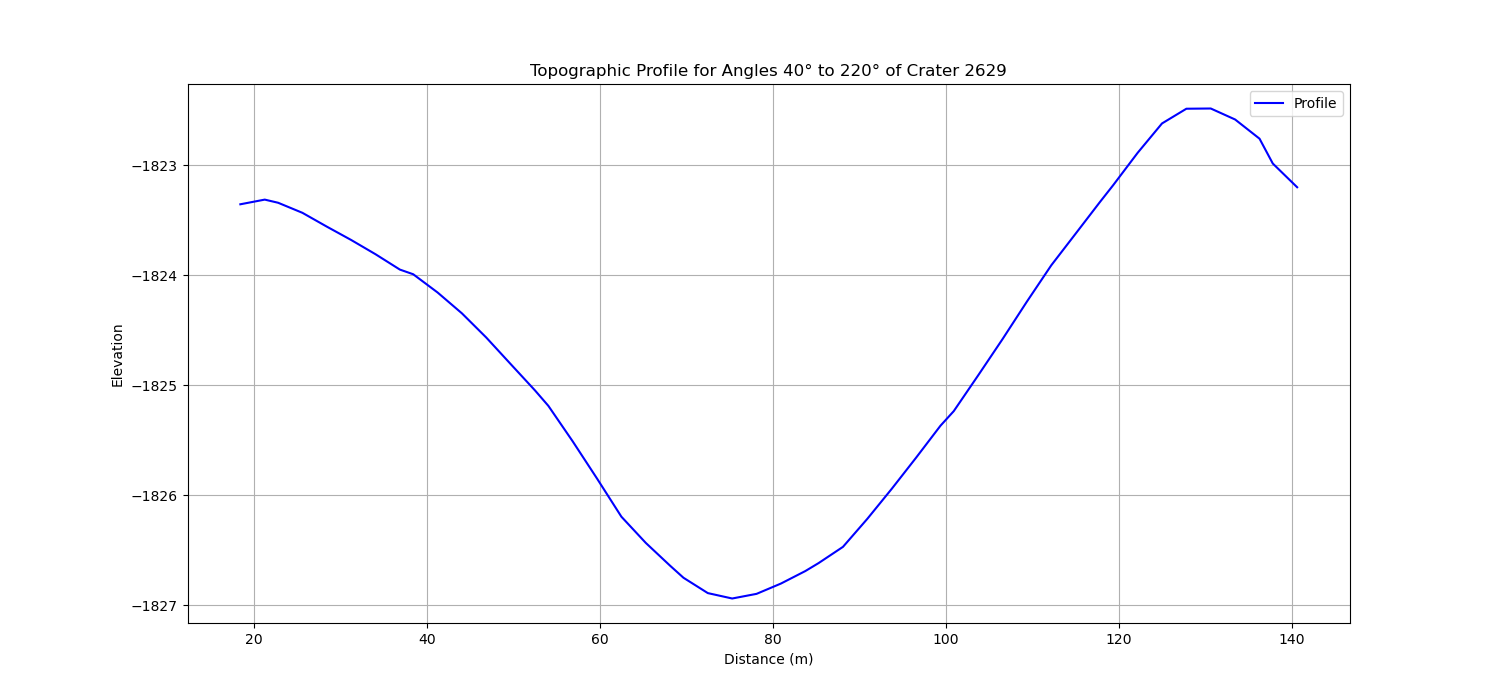 Topographic Profile for Angles 40° to 220° of Crater 2629
Profile
−1823
−1824
−1825
−1826
−1827
Elevation
20 40 60 80 100 120 140
Distance (m)